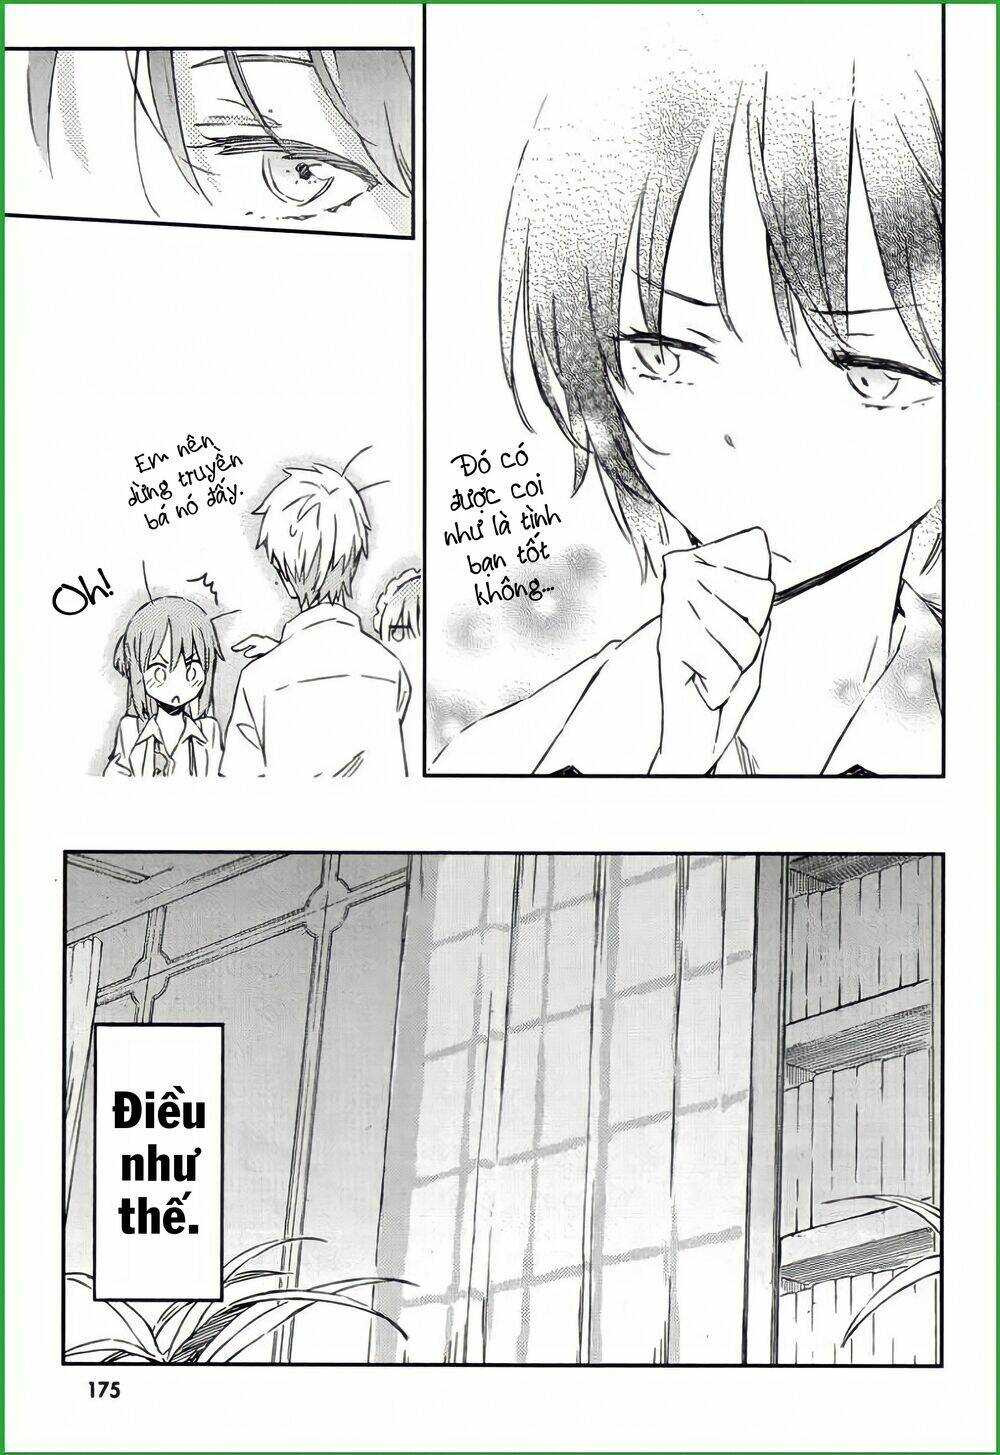 Đó có
được coi
như là tình
bạn tốt
không...
Em nên
dừng truyền
bá nó đấy.
Oh!
Điều
như
thế.
175